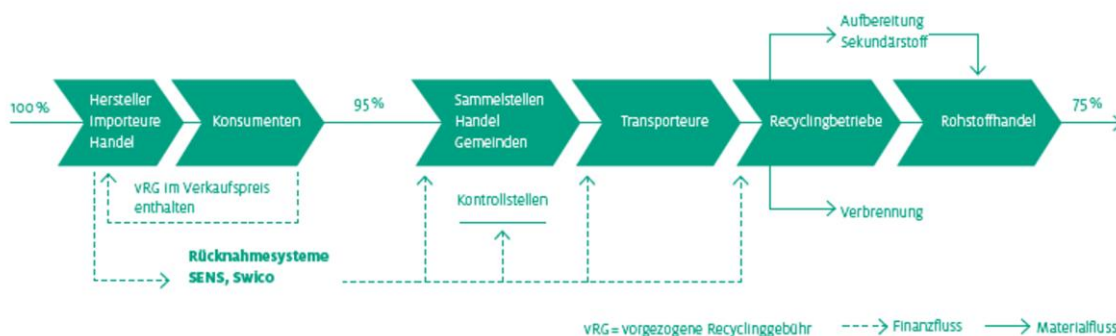 100 %
Hersteller
Importeure
Handel
Konsumenten
95 %
Sammelstellen
Handel
Gemeinden
Transporteure
Recyclingbetriebe
Aufbereitung
Sekundärstoff
Rohstoffhandel
75 %
vRG im Verkaufspreis
enthalten
Kontrollstellen
Verbrennung
Rücknahmesysteme
SENS, Swico
vRG = vorgezogene Recyclinggebühr
Finanzfluss
Materialfluss